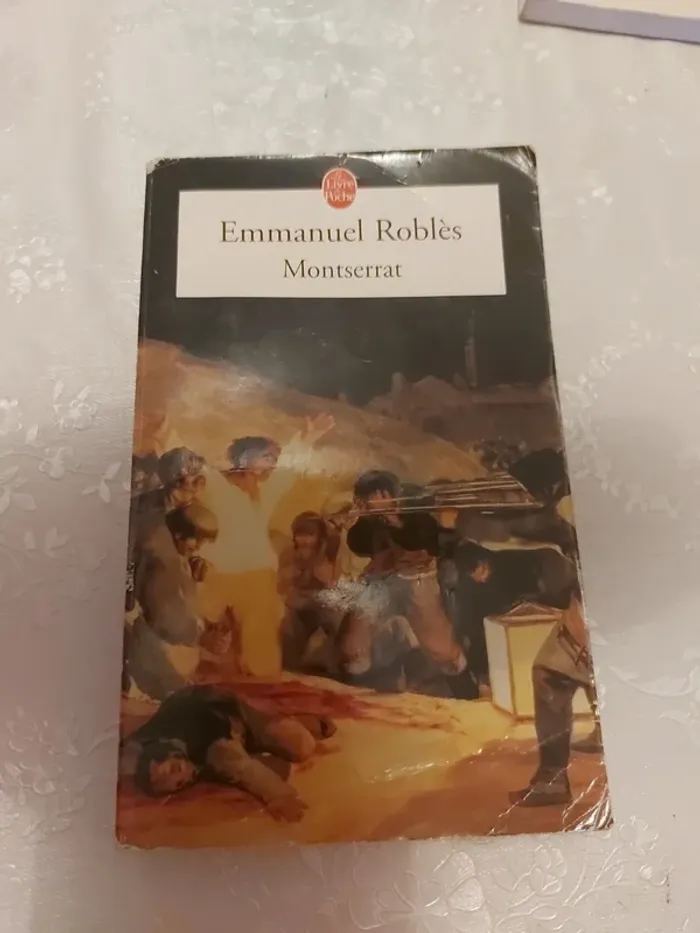 Le
Livre
de
Poche
Emmanuel Roblès
Montserrat